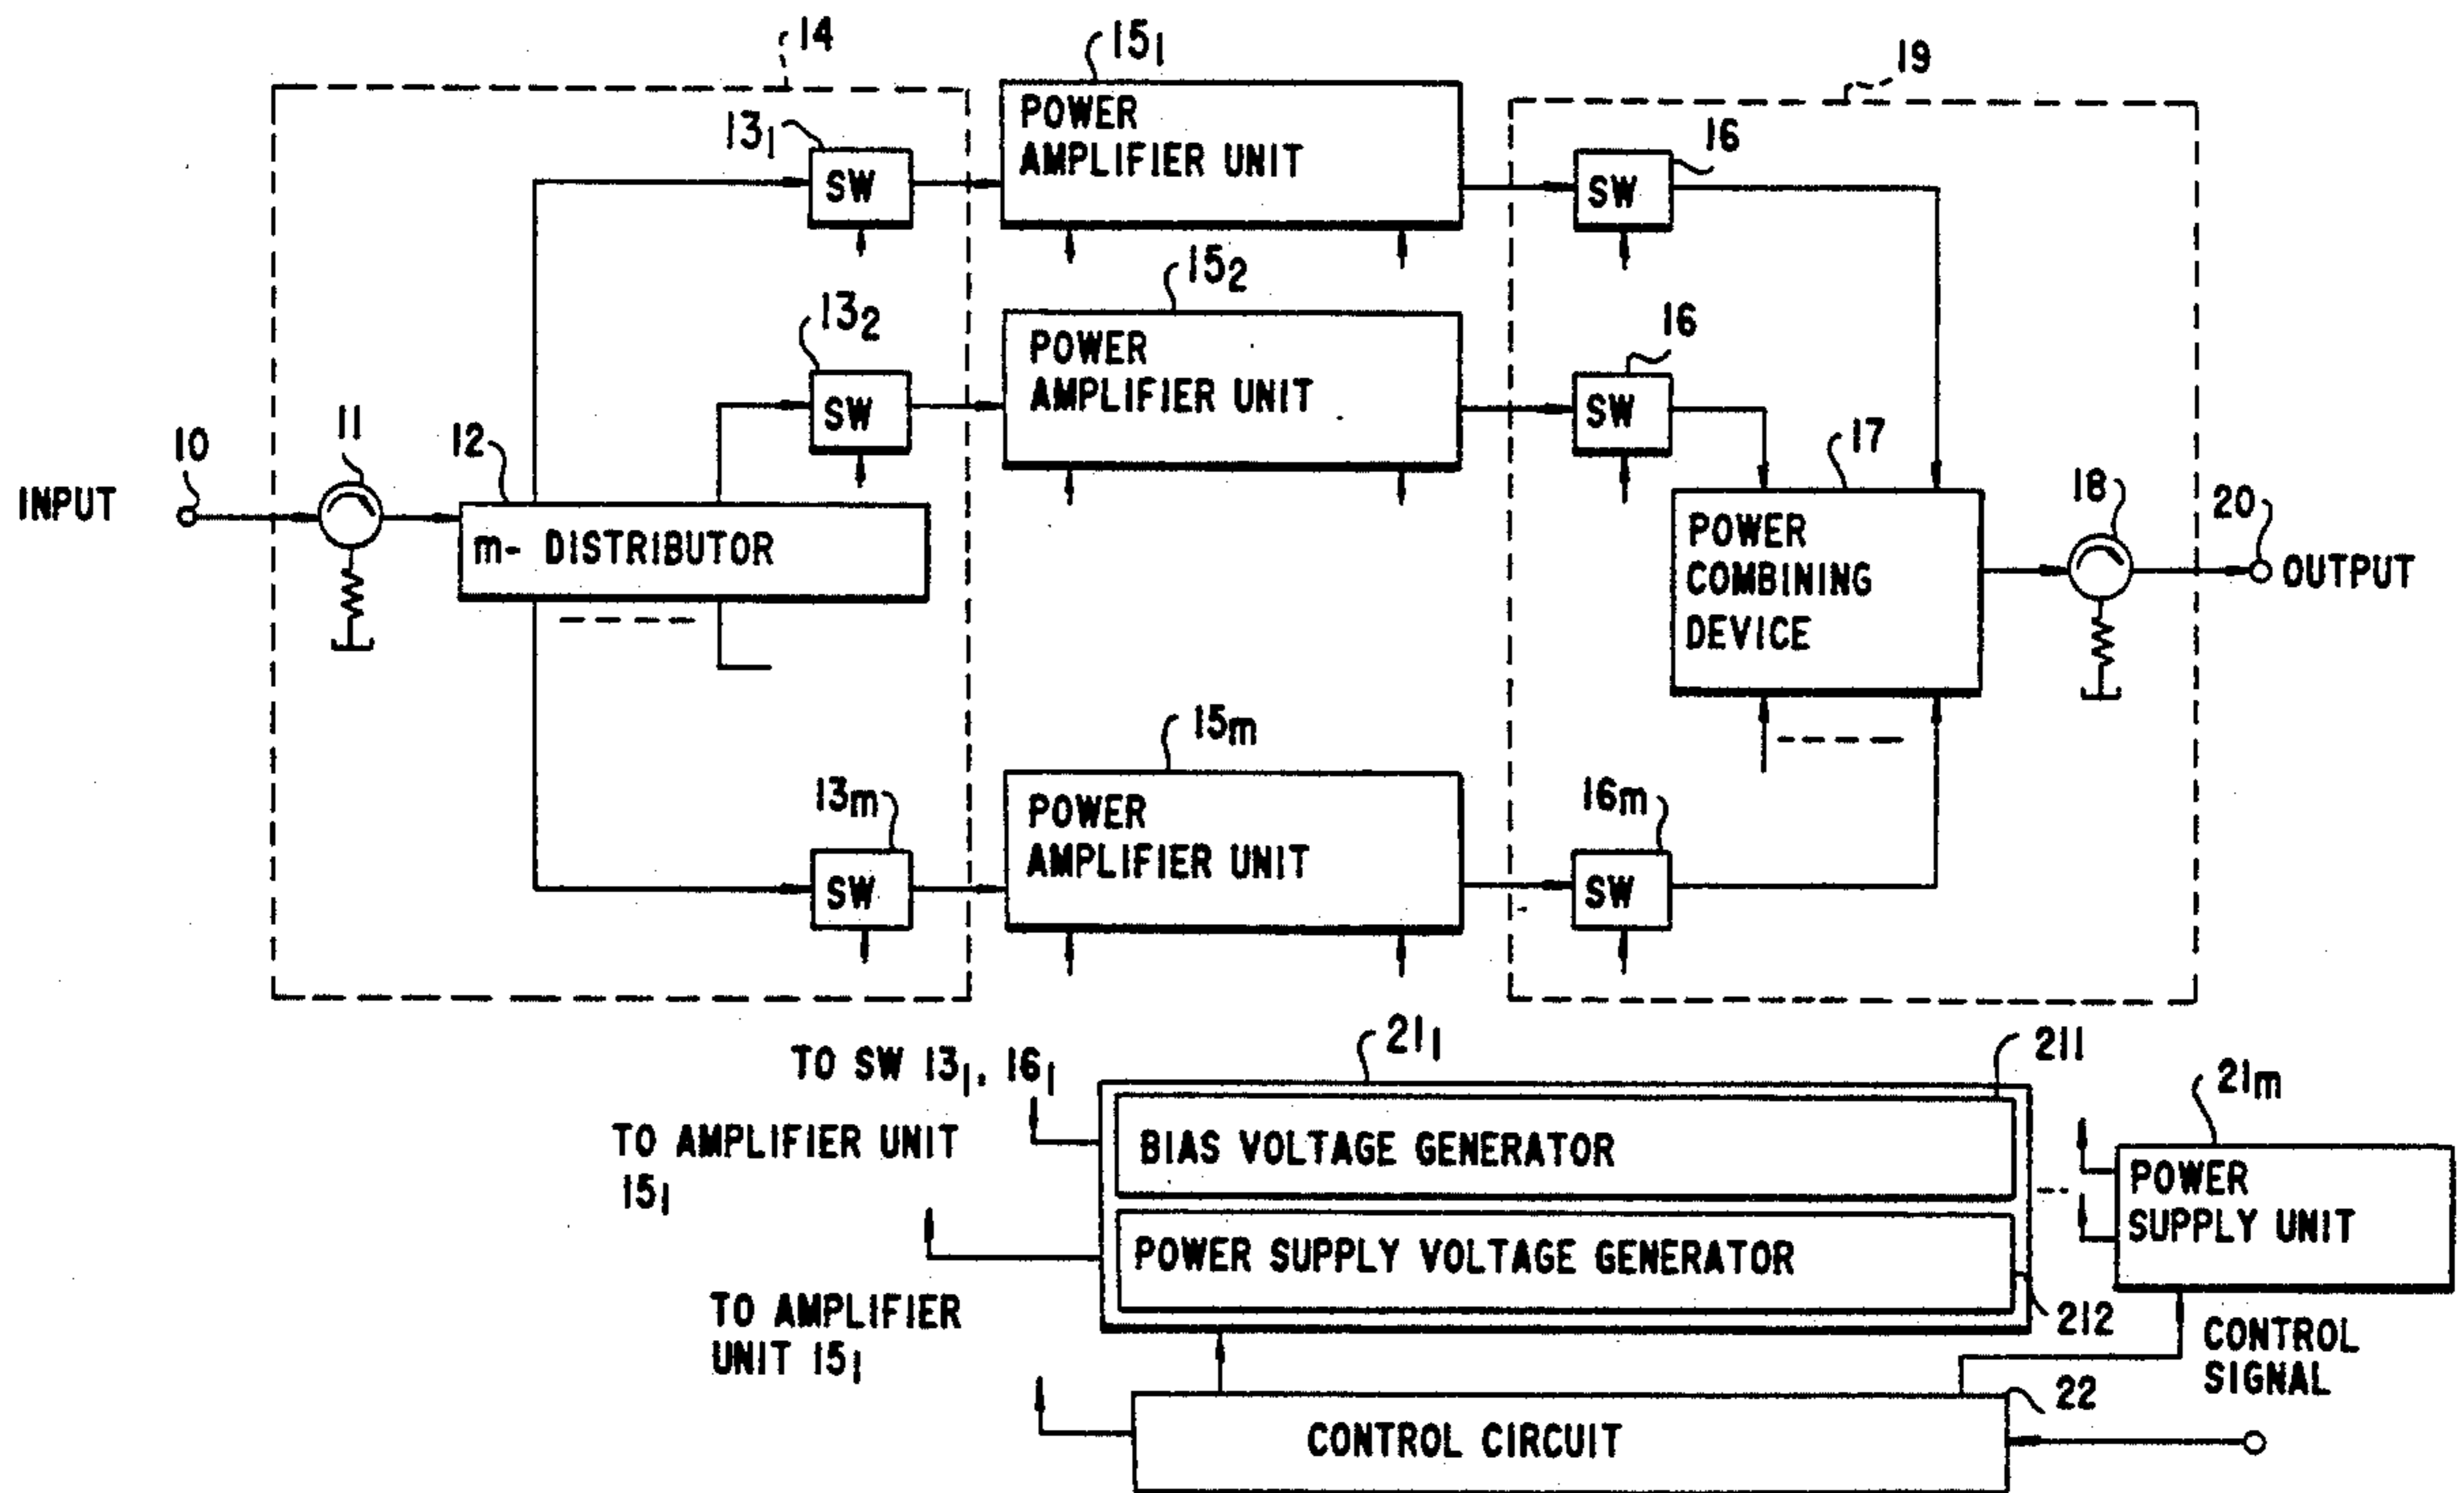 14
15₁
19
13₁
POWER
AMPLIFIER UNIT
16
SW
SW
15₂
13₂
POWER
AMPLIFIER UNIT
16
SW
SW
10
11
12
17
18
20
INPUT
m- DISTRIBUTOR
POWER
COMBINING
DEVICE
OUTPUT
15m
13m
POWER
AMPLIFIER UNIT
16m
SW
SW
TO SW 13₁, 16₁
21₁
211
21m
TO AMPLIFIER UNIT
15₁
BIAS VOLTAGE GENERATOR
POWER
SUPPLY UNIT
POWER SUPPLY VOLTAGE GENERATOR
TO AMPLIFIER
UNIT 15₁
212
CONTROL
SIGNAL
22
CONTROL CIRCUIT